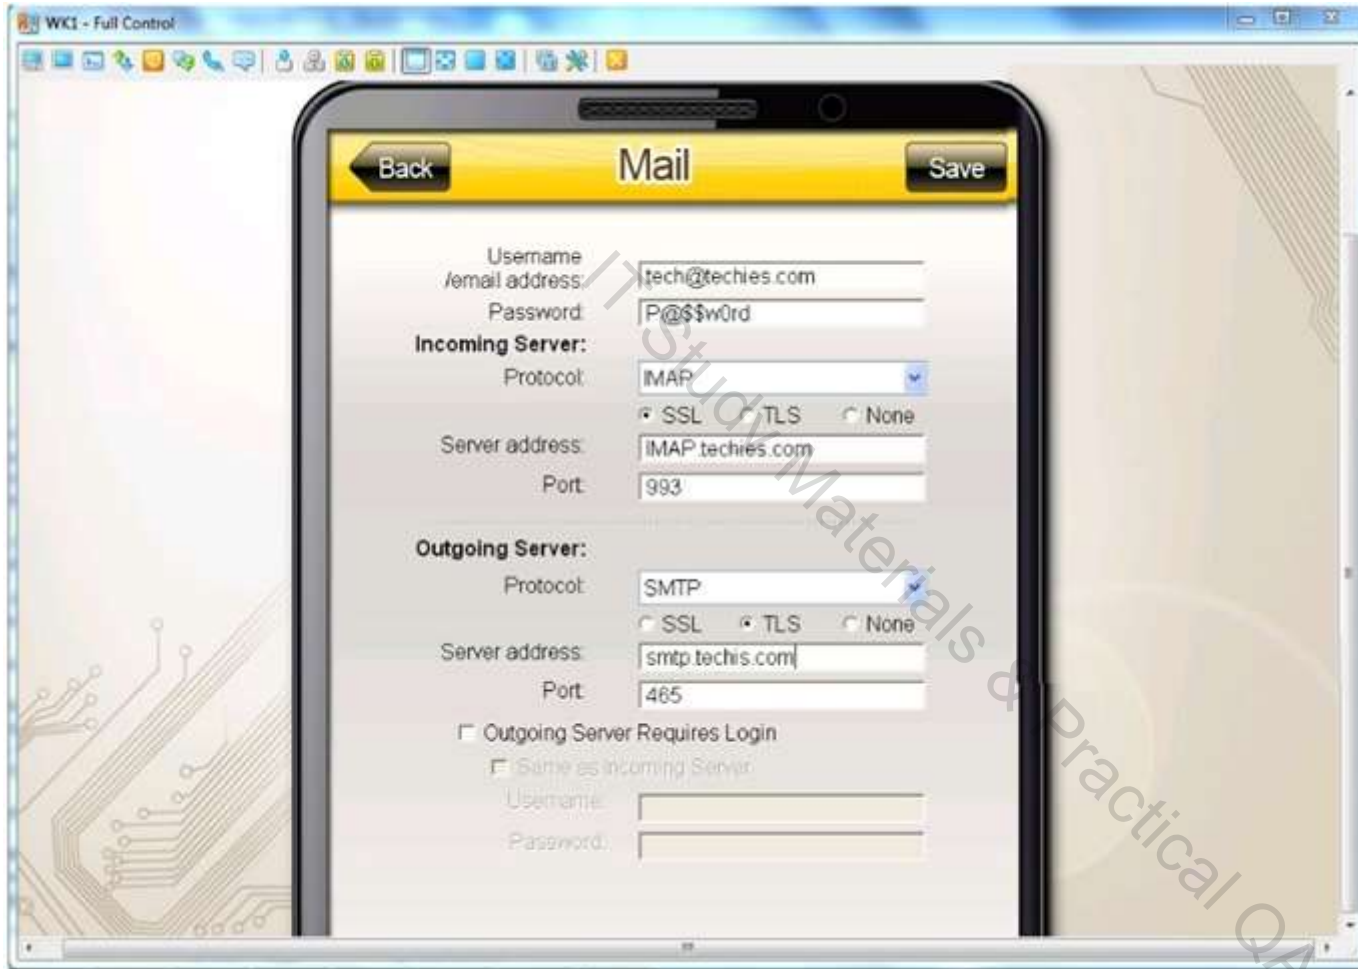 WK1 - Full Control
Back
Mail
Save
Username
/email address:
tech@techies.com
Password:
P@$$w0rd
Incoming Server:
Protocol:
IMAP
SSL TLS None
Server address:
IMAP.techies.com
Port:
993
Outgoing Server:
Protocol:
SMTP
SSL TLS None
Server address:
smtp.techis.com
Port:
465
Outgoing Server Requires Login
Same as Incoming Server
Username:
Password:
IT Study Materials & Practical QA